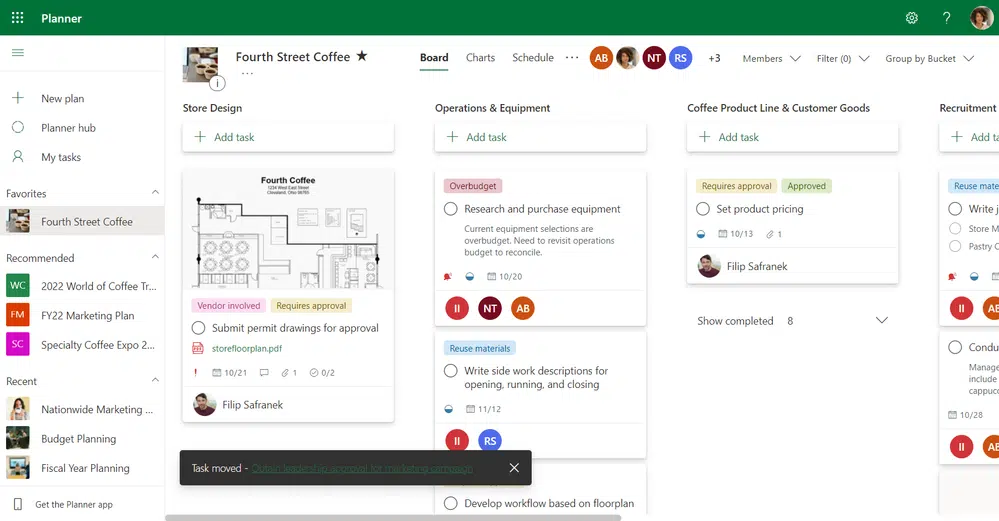 Planner
?
Fourth Street Coffee ★
...
i
Board
Charts
Schedule
...
AB
NT
RS
+3
Members
Filter (0)
Group by Bucket
New plan
Planner hub
My tasks
Favorites
Fourth Street Coffee
Recommended
WC 2022 World of Coffee Tr...
FM FY22 Marketing Plan
SC Specialty Coffee Expo 2...
Recent
Nationwide Marketing ...
Budget Planning
Fiscal Year Planning
Get the Planner app
Store Design
Add task
Fourth Coffee
1234 West East Street
Cleveland, Ohio 98765
Vendor involved
Requires approval
Submit permit drawings for approval
storefloorplan.pdf
! 10/21 1 0/2
Filip Safranek
Operations & Equipment
Add task
Overbudget
Research and purchase equipment
Current equipment selections are
overbudget. Need to revisit operations
budget to reconcile.
10/20
II NT AB
Reuse materials
Write side work descriptions for
opening, running, and closing
11/12
II RS
Develop workflow based on floorplan
Coffee Product Line & Customer Goods
Add task
Requires approval
Approved
Set product pricing
10/13 1
Filip Safranek
Show completed 8
Recruitment
Add ta
Reuse mate
Write j
Store M
Pastry C
II AB
Condu
Manage
include
cappuc
10/28
II AB
Task moved - Obtain leadership approval for marketing campaign